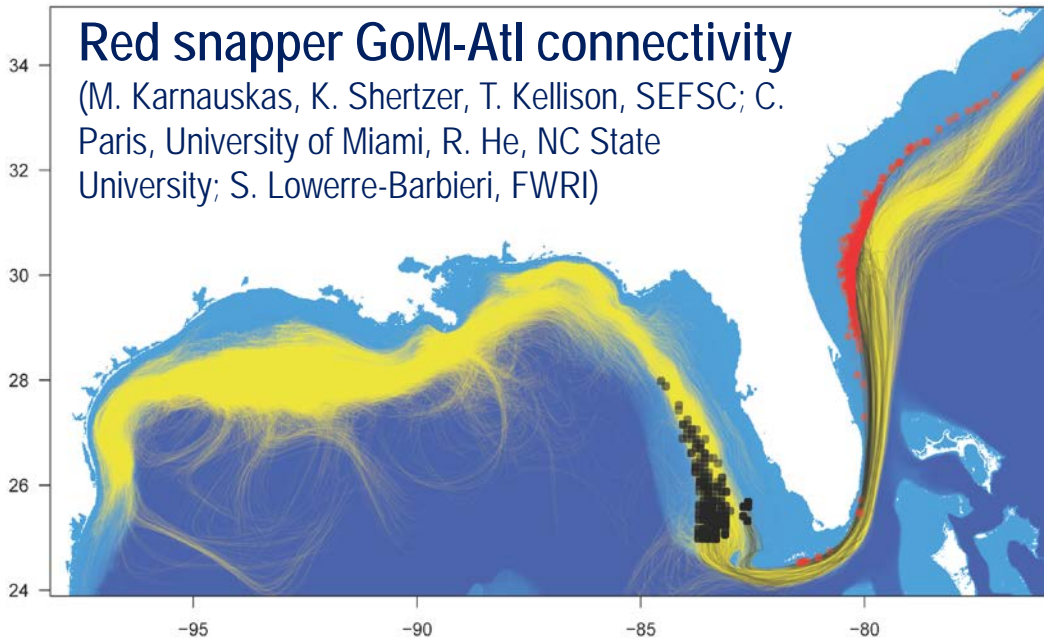 Red snapper GoM-Atl connectivity
(M. Karnauskas, K. Shertzer, T. Kellison, SEFSC; C.
Paris, University of Miami, R. He, NC State
University; S. Lowerre-Barbieri, FWRI)
34
32
30
28
26
24
−95
−90
−85
−80